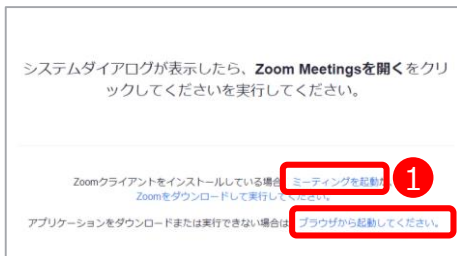 システムダイアログが表示したら、Zoom Meetingsを開くをクリ
ックしてくださいを実行してください。
Zoomクライアントをインストールしている場合 ミーティングを起動
1
Zoomをダウンロードして実行してください。
アプリケーションをダウンロードまたは実行できない場合は ブラウザから起動してください。